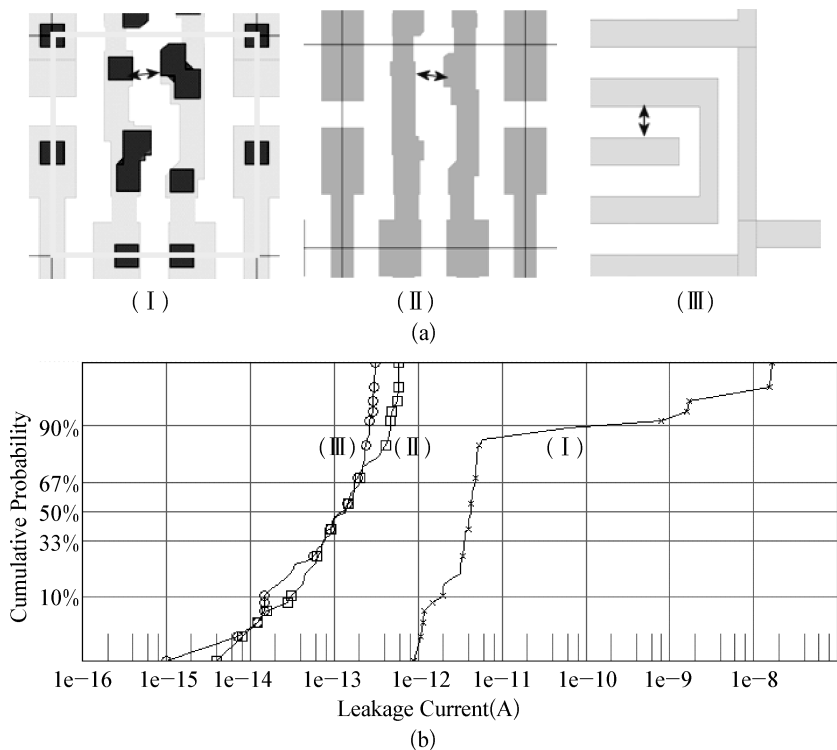 (Ⅰ) (Ⅱ) (Ⅲ)
(a)
Cumulative Probability
90%
67%
50%
33%
10%
(Ⅲ) (Ⅱ) (Ⅰ)
1e−16 1e−15 1e−14 1e−13 1e−12 1e−11 1e−10 1e−9 1e−8
Leakage Current(A)
(b)